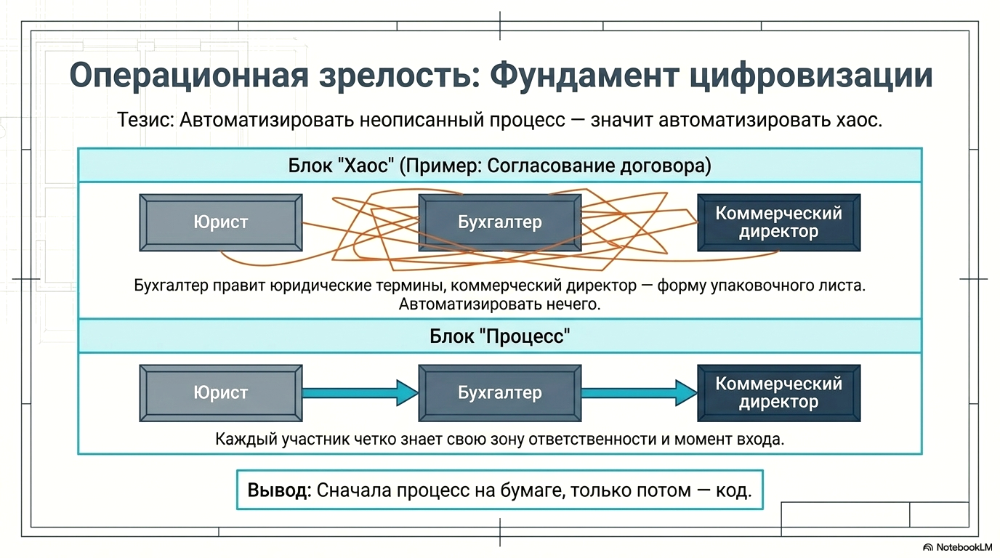 Операционная зрелость: Фундамент цифровизации
Тезис: Автоматизировать неописанный процесс — значит автоматизировать хаос.
Блок "Хаос" (Пример: Согласование договора)
Юрист
Бухгалтер
Коммерческий
директор
Бухгалтер правит юридические термины, коммерческий директор — форму упаковочного листа.
Автоматизировать нечего.
Блок "Процесс"
Юрист
Бухгалтер
Коммерческий
директор
Каждый участник четко знает свою зону ответственности и момент входа.
Вывод: Сначала процесс на бумаге, только потом — код.
NotebookLM